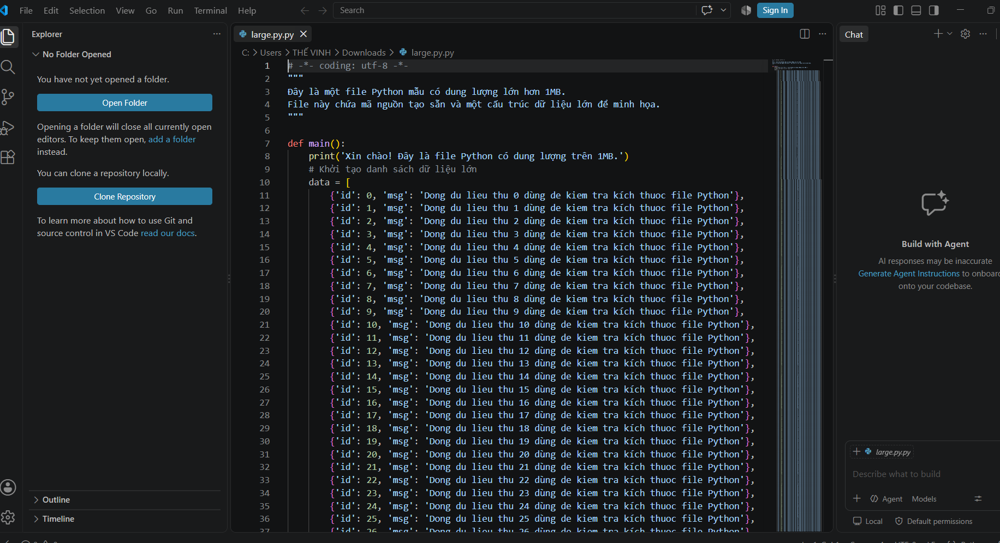 File Edit Selection View Go Run Terminal Help
Search
Sign In
Explorer
No Folder Opened
You have not yet opened a folder.
Open Folder
Opening a folder will close all currently open
editors. To keep them open, add a folder
instead.
You can clone a repository locally.
Clone Repository
To learn more about how to use Git and
source control in VS Code read our docs.
Outline
Timeline
large.py.py
C: > Users > THẾ VINH > Downloads > large.py.py
1 # -*- coding: utf-8 -*-
2 """
3 Đây là một file Python mẫu có dung lượng lớn hơn 1MB.
4 File này chứa mã nguồn tạo sẵn và một cấu trúc dữ liệu lớn để minh họa.
5 """
6
7 def main():
8 print('Xin chào! Đây là file Python có dung lượng trên 1MB.')
9 # Khởi tạo danh sách dữ liệu lớn
10 data = [
11 {'id': 0, 'msg': 'Dong du lieu thu 0 dùng de kiem tra kích thuoc file Python'},
12 {'id': 1, 'msg': 'Dong du lieu thu 1 dùng de kiem tra kích thuoc file Python'},
13 {'id': 2, 'msg': 'Dong du lieu thu 2 dùng de kiem tra kích thuoc file Python'},
14 {'id': 3, 'msg': 'Dong du lieu thu 3 dùng de kiem tra kích thuoc file Python'},
15 {'id': 4, 'msg': 'Dong du lieu thu 4 dùng de kiem tra kích thuoc file Python'},
16 {'id': 5, 'msg': 'Dong du lieu thu 5 dùng de kiem tra kích thuoc file Python'},
17 {'id': 6, 'msg': 'Dong du lieu thu 6 dùng de kiem tra kích thuoc file Python'},
18 {'id': 7, 'msg': 'Dong du lieu thu 7 dùng de kiem tra kích thuoc file Python'},
19 {'id': 8, 'msg': 'Dong du lieu thu 8 dùng de kiem tra kích thuoc file Python'},
20 {'id': 9, 'msg': 'Dong du lieu thu 9 dùng de kiem tra kích thuoc file Python'},
21 {'id': 10, 'msg': 'Dong du lieu thu 10 dùng de kiem tra kích thuoc file Python'},
22 {'id': 11, 'msg': 'Dong du lieu thu 11 dùng de kiem tra kích thuoc file Python'},
23 {'id': 12, 'msg': 'Dong du lieu thu 12 dùng de kiem tra kích thuoc file Python'},
24 {'id': 13, 'msg': 'Dong du lieu thu 13 dùng de kiem tra kích thuoc file Python'},
25 {'id': 14, 'msg': 'Dong du lieu thu 14 dùng de kiem tra kích thuoc file Python'},
26 {'id': 15, 'msg': 'Dong du lieu thu 15 dùng de kiem tra kích thuoc file Python'},
27 {'id': 16, 'msg': 'Dong du lieu thu 16 dùng de kiem tra kích thuoc file Python'},
28 {'id': 17, 'msg': 'Dong du lieu thu 17 dùng de kiem tra kích thuoc file Python'},
29 {'id': 18, 'msg': 'Dong du lieu thu 18 dùng de kiem tra kích thuoc file Python'},
30 {'id': 19, 'msg': 'Dong du lieu thu 19 dùng de kiem tra kích thuoc file Python'},
31 {'id': 20, 'msg': 'Dong du lieu thu 20 dùng de kiem tra kích thuoc file Python'},
32 {'id': 21, 'msg': 'Dong du lieu thu 21 dùng de kiem tra kích thuoc file Python'},
33 {'id': 22, 'msg': 'Dong du lieu thu 22 dùng de kiem tra kích thuoc file Python'},
34 {'id': 23, 'msg': 'Dong du lieu thu 23 dùng de kiem tra kích thuoc file Python'},
35 {'id': 24, 'msg': 'Dong du lieu thu 24 dùng de kiem tra kích thuoc file Python'},
36 {'id': 25, 'msg': 'Dong du lieu thu 25 dùng de kiem tra kích thuoc file Python'},
37 {'id': 26, 'msg': 'Dong du lieu thu 26 dùng de kiem tra kích thuoc file Python'},
Chat
Build with Agent
AI responses may be inaccurate
Generate Agent Instructions to onboard
onto your codebase.
large.py.py
Describe what to build
Agent Models
Local Default permissions